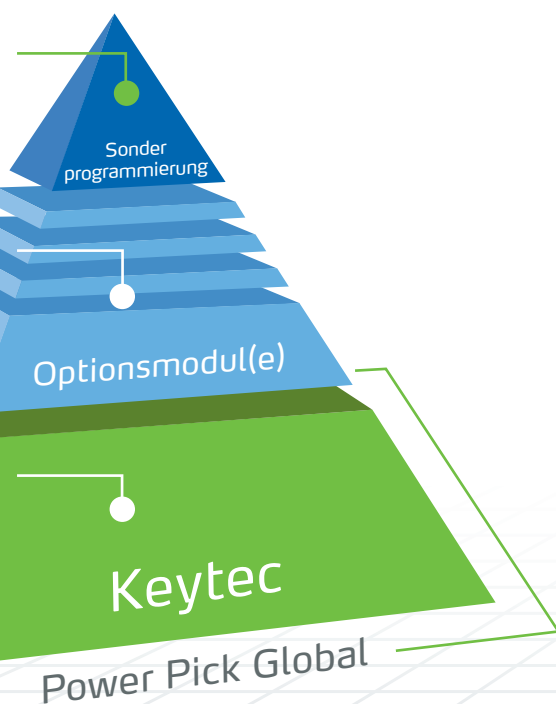 Sonder
programmierung
Optionsmodul(e)
Keytec
Power Pick Global